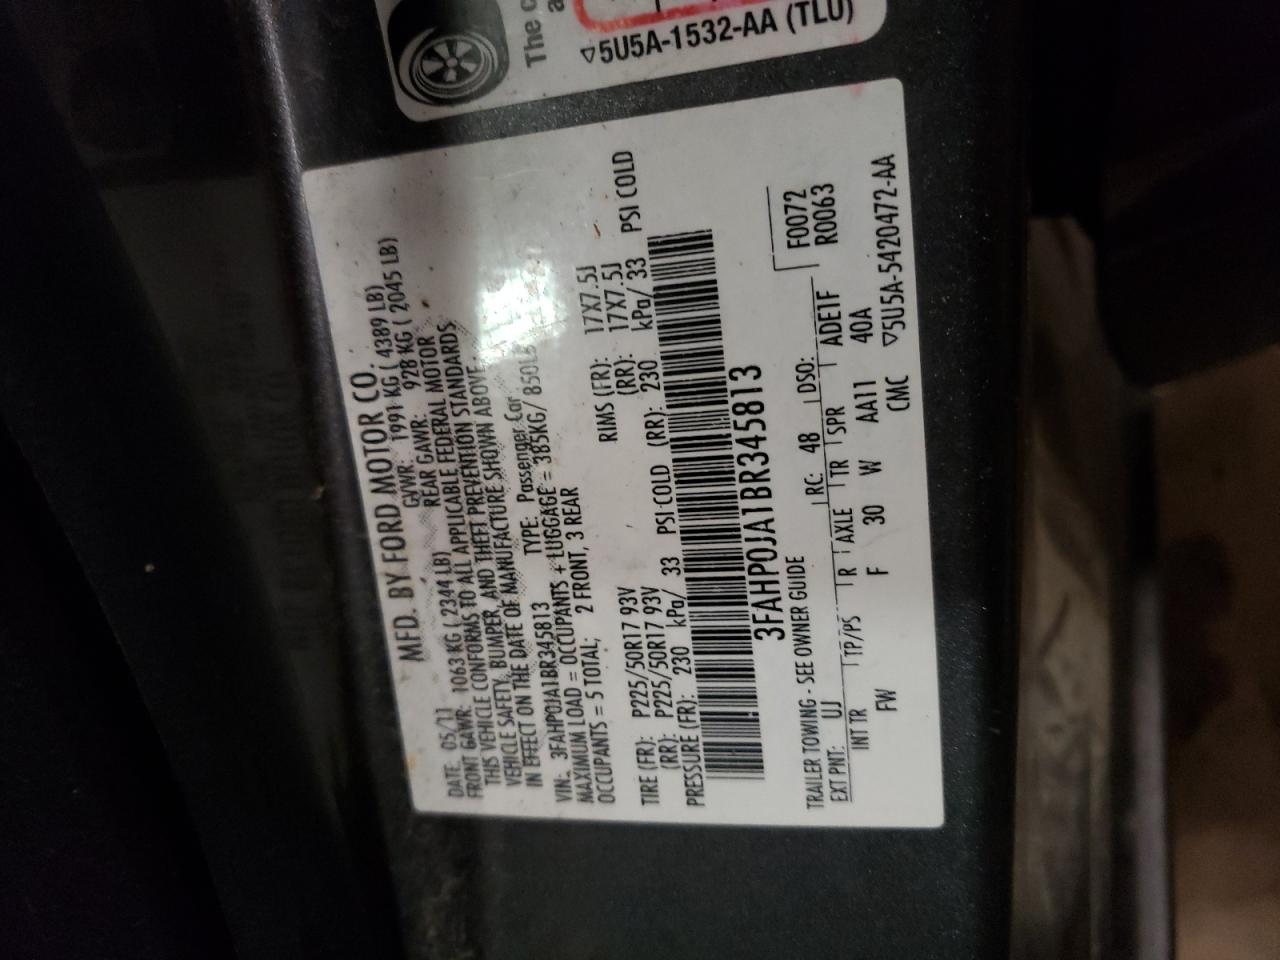 The c
a
▽5U5A-1532-AA (TLU)
MFD. BY FORD MOTOR CO.
DATE: 05/11 GVWR: 1991 KG ( 4389 LB)
FRONT GAWR: 1063 KG ( 2344 LB) REAR GAWR: 928 KG ( 2045 LB)
THIS VEHICLE CONFORMS TO ALL APPLICABLE FEDERAL MOTOR
VEHICLE SAFETY, BUMPER, AND THEFT PREVENTION STANDARDS
IN EFFECT ON THE DATE OF MANUFACTURE SHOWN ABOVE.
VIN: 3FAHP0JA1BR345813 TYPE: Passenger Car
MAXIMUM LOAD = OCCUPANTS + LUGGAGE = 385KG/ 850LB
OCCUPANTS = 5 TOTAL; 2 FRONT, 3 REAR
TIRE (FR): P225/50R17 93V RIMS (FR): 17X7.5J
(RR): P225/50R17 93V (RR): 17X7.5J
PRESSURE (FR): 230 kPa/ 33 PSI COLD (RR): 230 kPa/ 33 PSI COLD
3FAHP0JA1BR345813
TRAILER TOWING - SEE OWNER GUIDE F0072
EXT PNT: UJ RC: 48 DSO: R0063
INT TR TP/PS R AXLE TR SPR ADE1F
FW F 30 W AA11 40A
CMC ▽5U5A-5420472-AA